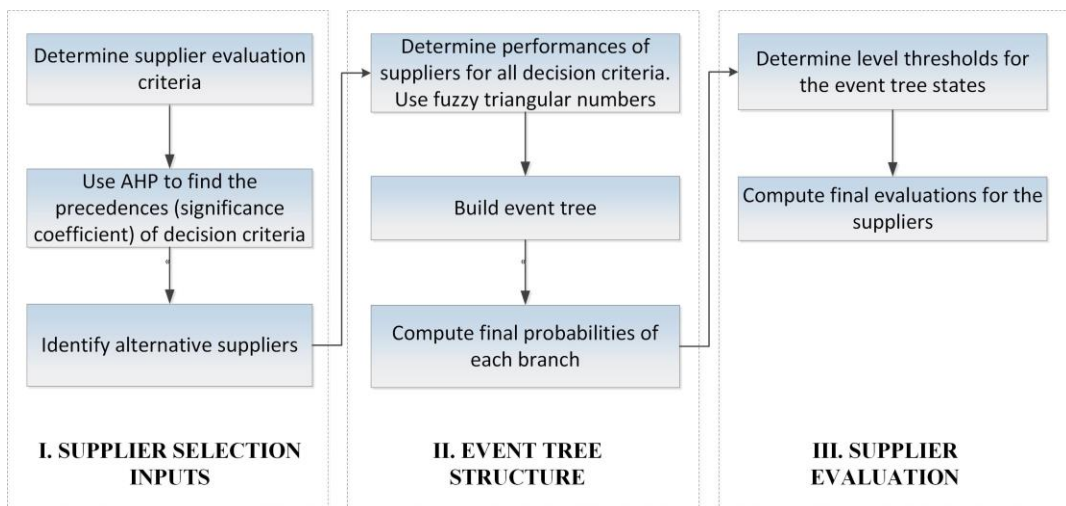 Determine supplier evaluation
criteria
Use AHP to find the
precedences (significance
coefficient) of decision criteria
Identify alternative suppliers
I. SUPPLIER SELECTION
INPUTS
Determine performances of
suppliers for all decision criteria.
Use fuzzy triangular numbers
Build event tree
Compute final probabilities of
each branch
II. EVENT TREE
STRUCTURE
Determine level thresholds for
the event tree states
Compute final evaluations for the
suppliers
III. SUPPLIER
EVALUATION